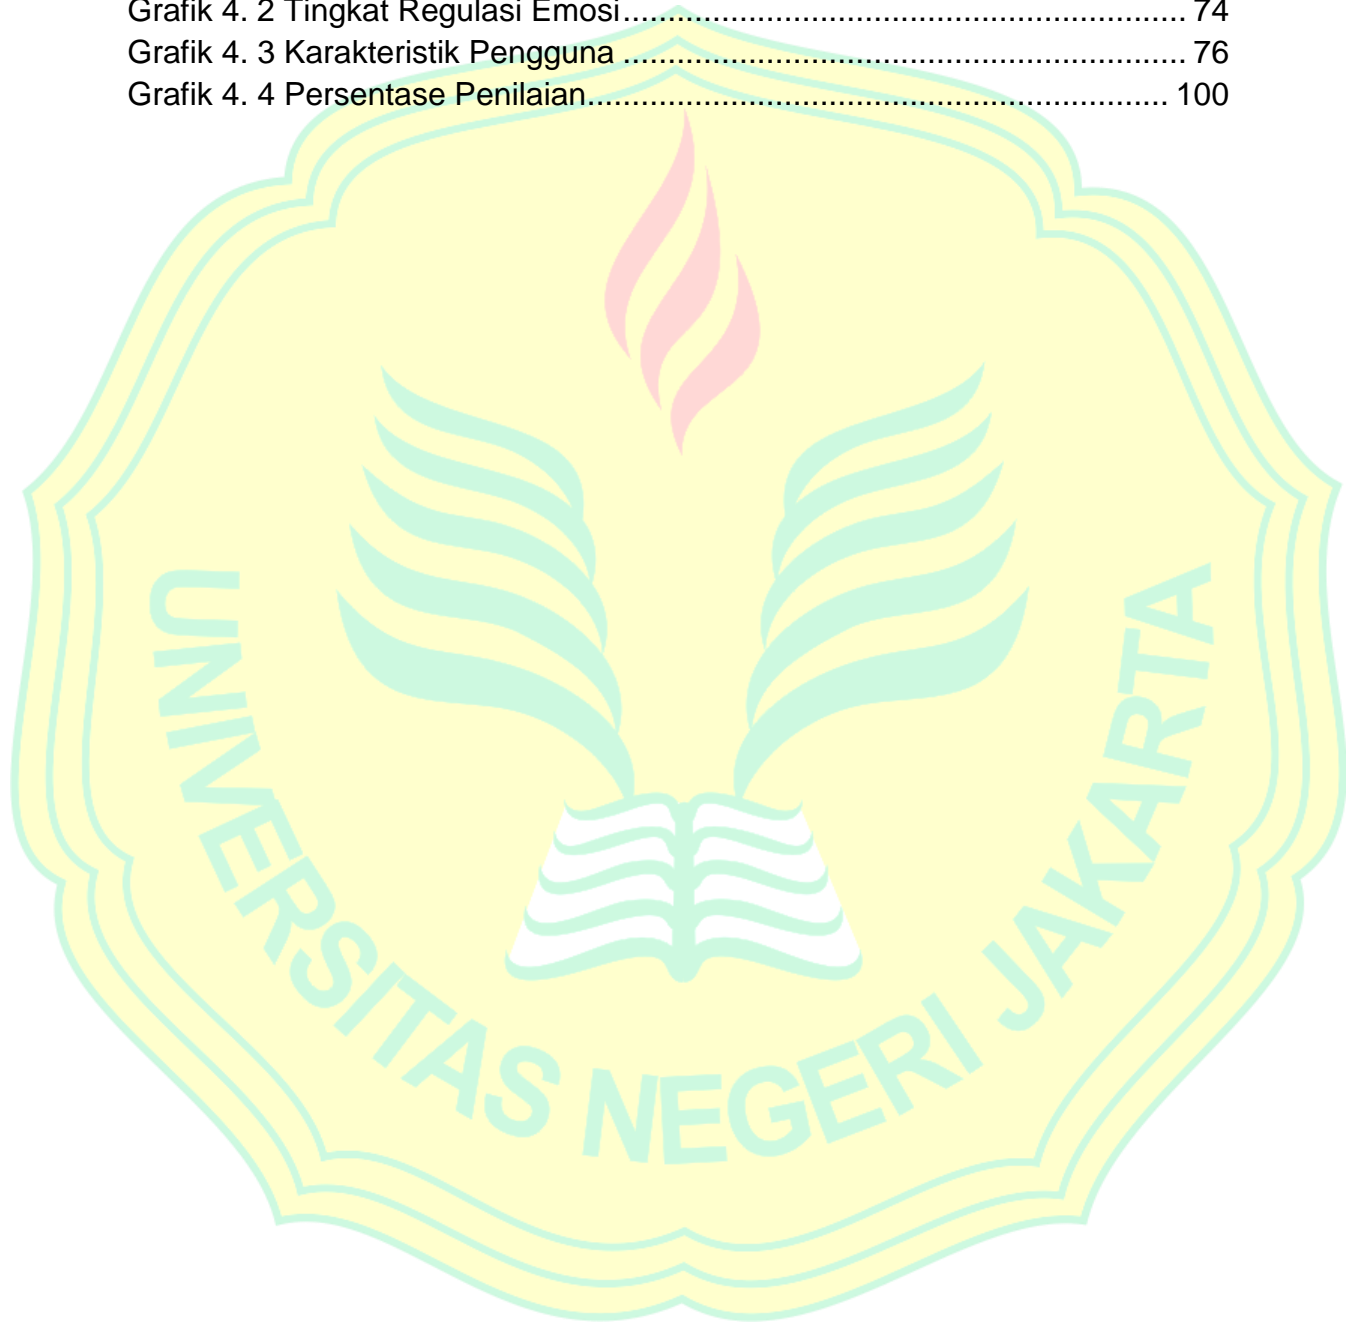 Grafik 4. 2 Tingkat Regulasi Emosi................................................................ 74
Grafik 4. 3 Karakteristik Pengguna ................................................................ 76
Grafik 4. 4 Persentase Penilaian.................................................................. 100
UNIVERSITAS NEGERI JAKARTA